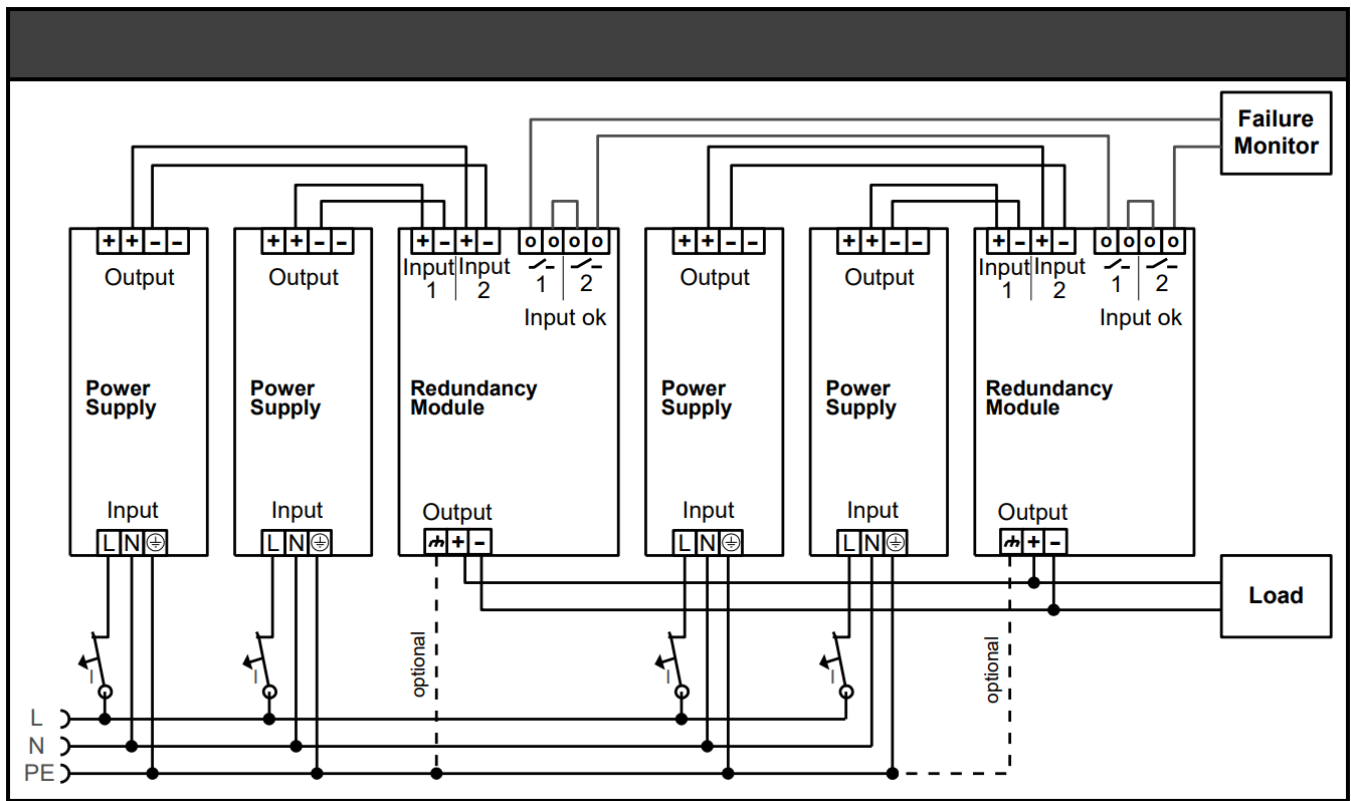 Failure
Monitor
+ + – –
Output
Power
Supply
Input
L N
+ + – –
Output
Power
Supply
Input
L N
+ – + –
o o o o
Input
1
Input
2
1
2
Input ok
Redundancy
Module
Output
+ –
+ + – –
Output
Power
Supply
Input
L N
+ + – –
Output
Power
Supply
Input
L N
+ – + –
o o o o
Input
1
Input
2
1
2
Input ok
Redundancy
Module
Output
+ –
Load
I
I
optional
I
I
optional
L
N
PE